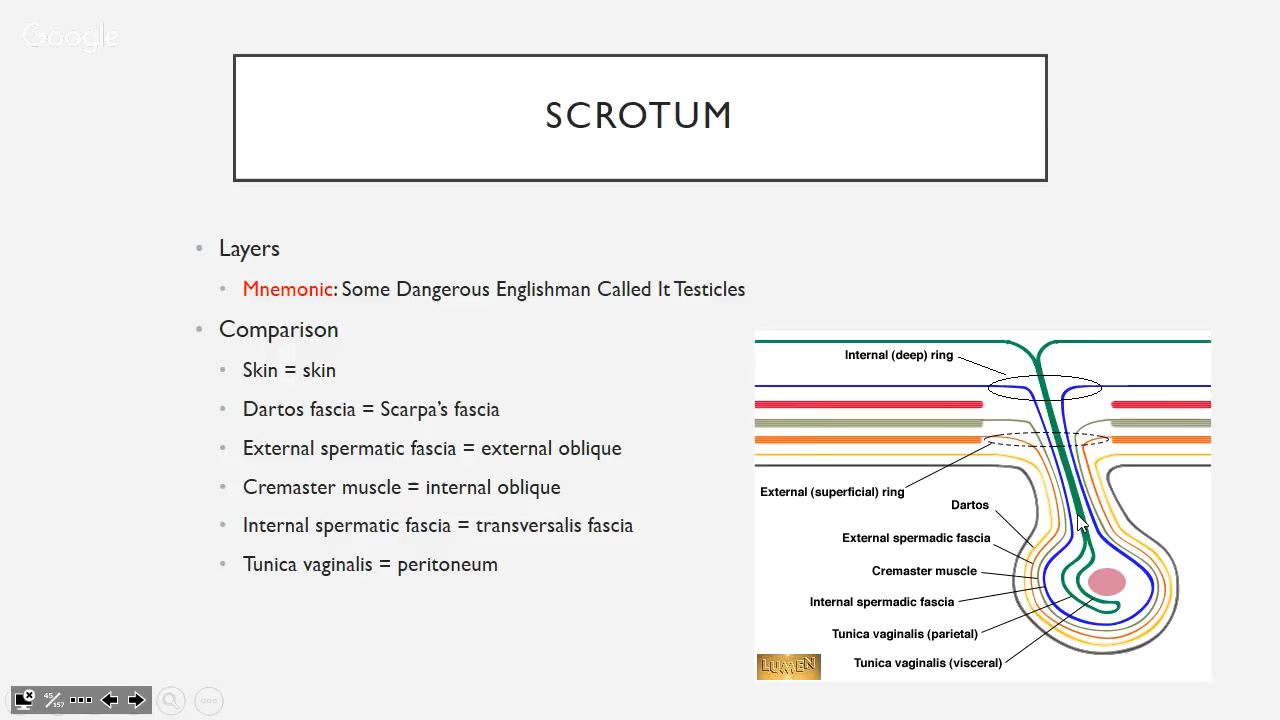 Google
SCROTUM
• Layers
• Mnemonic: Some Dangerous Englishman Called It Testicles
• Comparison
• Skin = skin
• Dartos fascia = Scarpa's fascia
• External spermatic fascia = external oblique
• Cremaster muscle = internal oblique
• Internal spermatic fascia = transversalis fascia
• Tunica vaginalis = peritoneum
Internal (deep) ring
External (superficial) ring
Dartos
External spermadic fascia
Cremaster muscle
Internal spermadic fascia
Tunica vaginalis (parietal)
Tunica vaginalis (visceral)
LUMEN
45/157